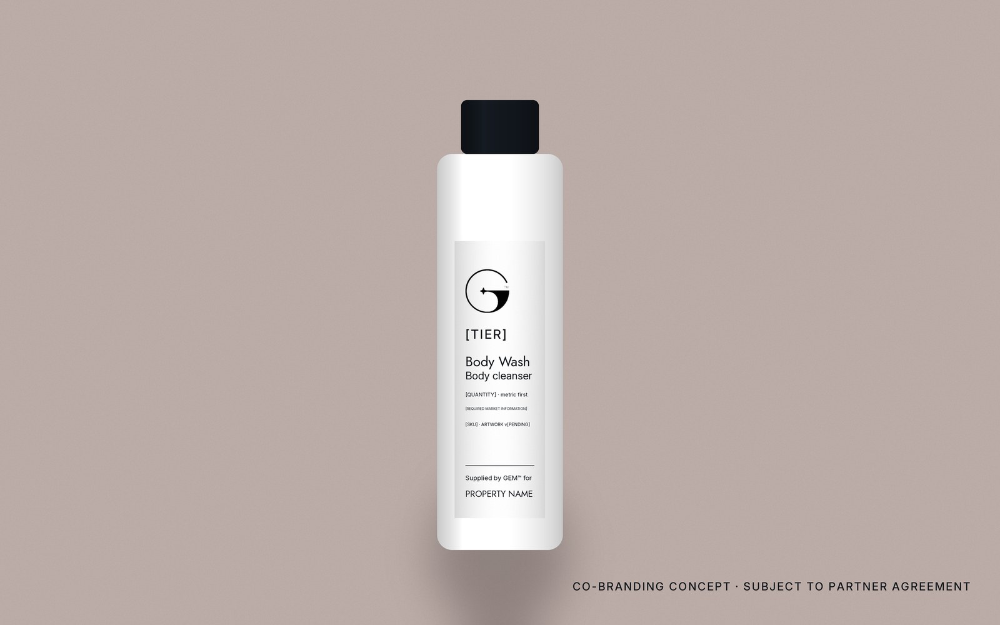 TM
[TIER]
Body Wash
Body cleanser
[QUANTITY] · metric first
[REQUIRED MARKET INFORMATION]
[SKU] · ARTWORK v[PENDING]
Supplied by GEM™ for
PROPERTY NAME
CO-BRANDING CONCEPT · SUBJECT TO PARTNER AGREEMENT